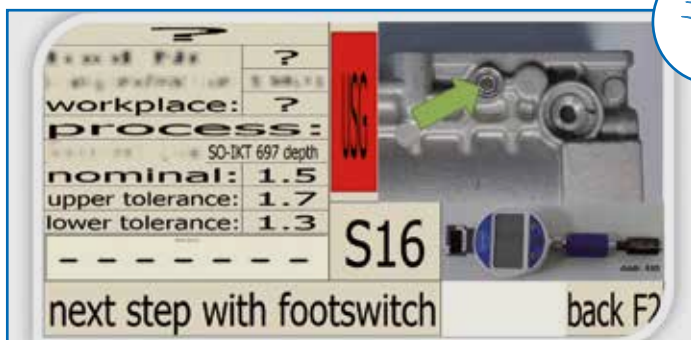 ?
?
workplace: ?
process:
SO-IKT 697 depth
nominal: 1.5
upper tolerance: 1.7
lower tolerance: 1.3
- - - - - - -
S16
next step with footswitch
back F2